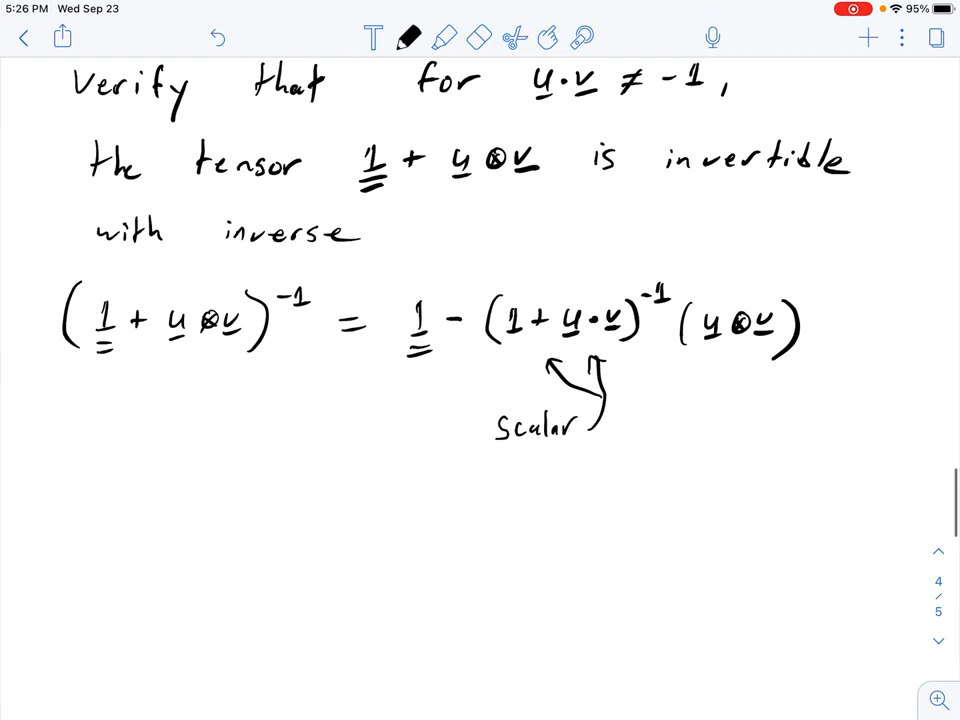 5:26 PM Wed Sep 23
95%
T
Verify that for u·v ≠ -1,
the tensor 1 + u⊗v is invertible
with inverse
(1 + u⊗v)⁻¹ = 1 - (1 + u·v)⁻¹ (u⊗v)
scalar
4
/
5